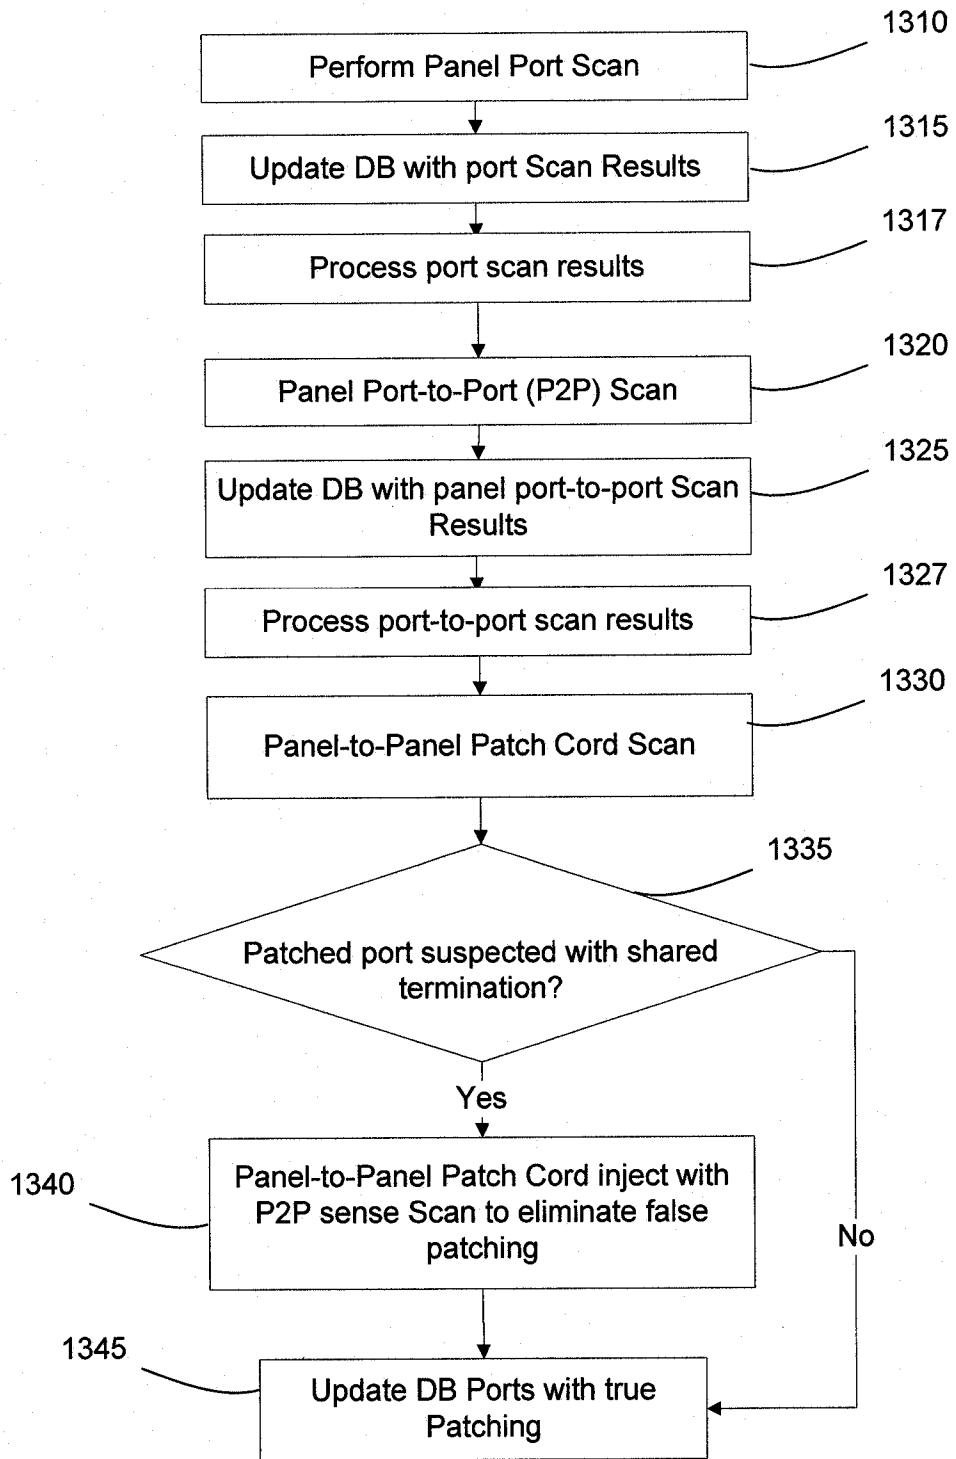 1310
Perform Panel Port Scan
1315
Update DB with port Scan Results
1317
Process port scan results
1320
Panel Port-to-Port (P2P) Scan
1325
Update DB with panel port-to-port Scan
Results
1327
Process port-to-port scan results
1330
Panel-to-Panel Patch Cord Scan
1335
Patched port suspected with shared
termination?
Yes
1340
Panel-to-Panel Patch Cord inject with
P2P sense Scan to eliminate false
patching
No
1345
Update DB Ports with true
Patching